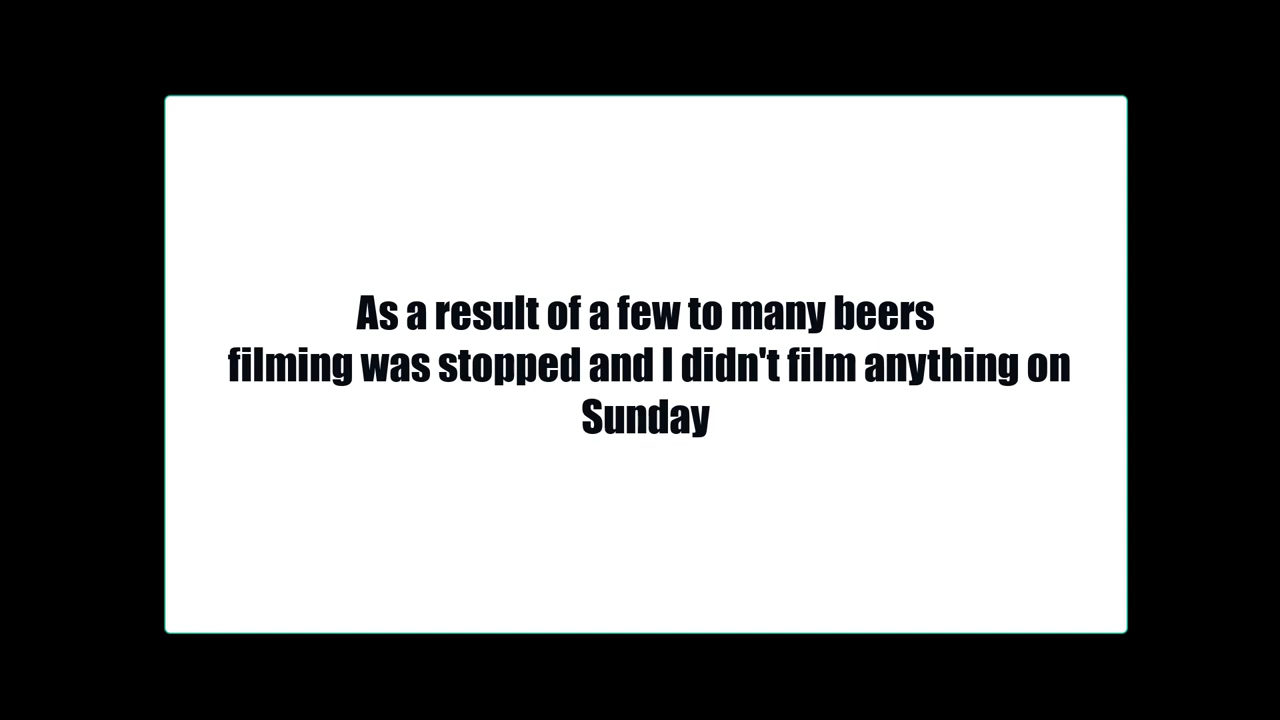 As a result of a few to many beers
filming was stopped and I didn't film anything on
Sunday